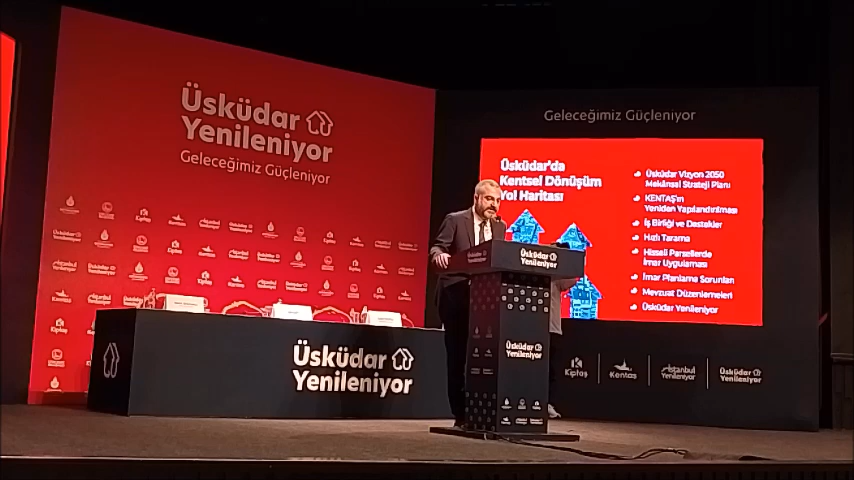 Üsküdar
Yenileniyor
Geleceğimiz Güçleniyor
Geleceğimiz Güçleniyor
Üsküdar'da
Kentsel Dönüşüm
Yol Haritası
Üsküdar Vizyon 2050
Mekânsal Strateji Planı
KENTAŞ'ın
Yeniden Yapılandırılması
İş Birliği ve Destekler
Hızlı Tarama
Hisseli Parsellerde
İmar Uygulaması
İmar Planlama Sorunları
Mevzuat Düzenlemeleri
Üsküdar Yenileniyor
Üsküdar
Yenileniyor
Üsküdar
Yenileniyor
Üsküdar
Yenileniyor
Kiptaş
Kentaş
İstanbul
Yenileniyor
Üsküdar
Yenileniyor